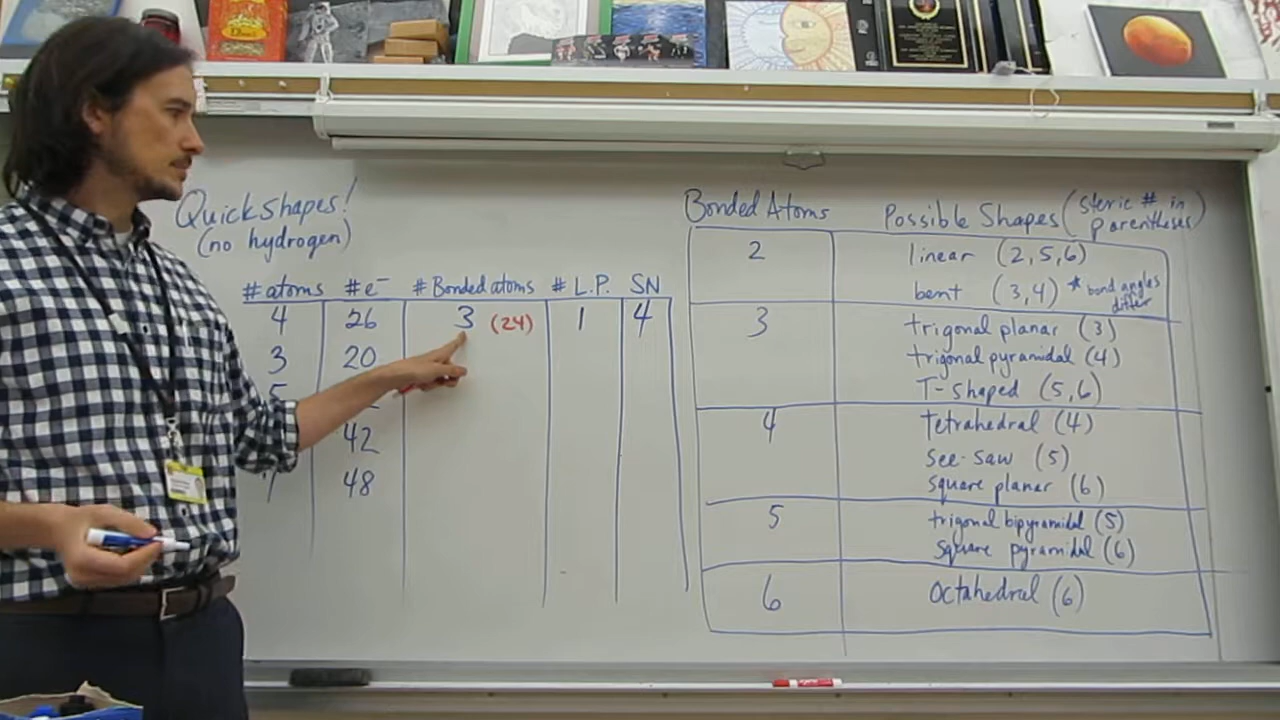 Quick shapes!
(no hydrogen)
# atoms # e⁻ # Bonded atoms # L.P. SN
4 26 3 (24) 1 4
3 20
5
42
48
Bonded Atoms Possible Shapes (steric # in parentheses)
2 linear (2,5,6)
bent (3,4) * bond angles differ
3 trigonal planar (3)
trigonal pyramidal (4)
T-shaped (5,6)
4 tetrahedral (4)
see-saw (5)
square planar (6)
5 trigonal bipyramidal (5)
square pyramidal (6)
6 octahedral (6)